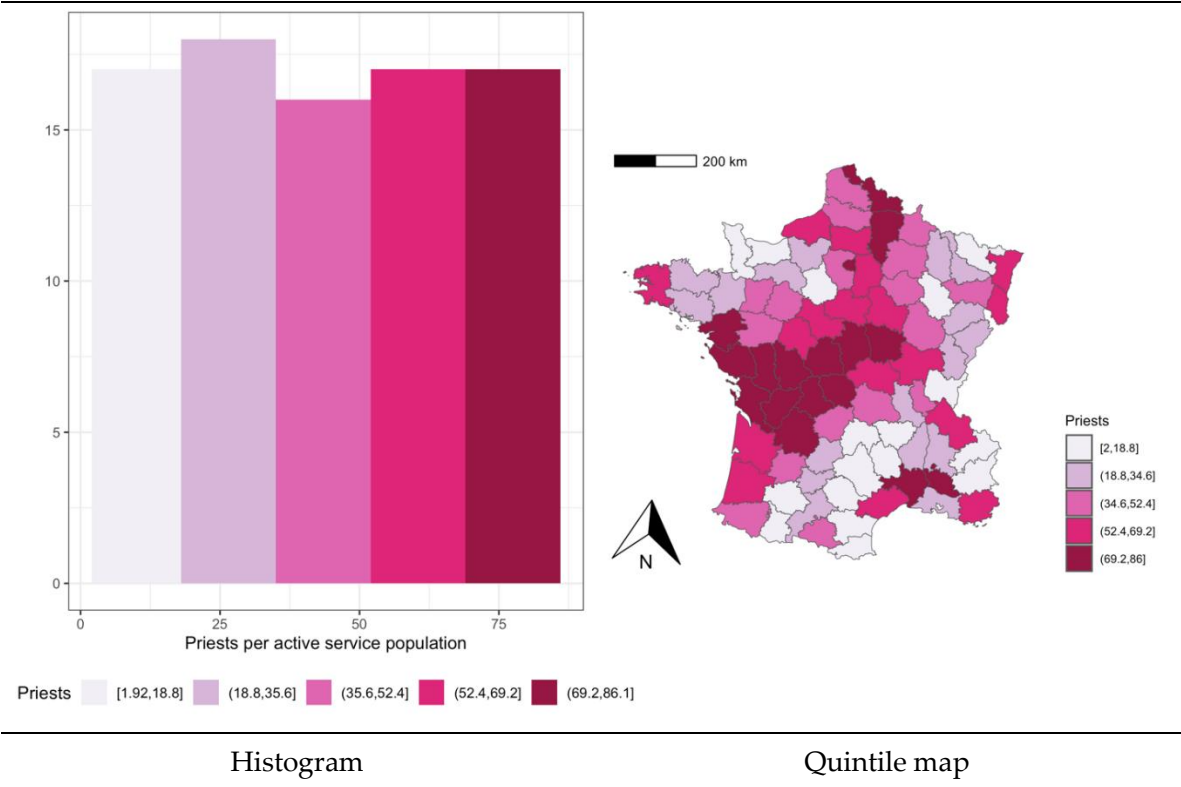 15
10
5
0
0 25 50 75
Priests per active service population
Priests [1.92,18.8] (18.8,35.6] (35.6,52.4] (52.4,69.2] (69.2,86.1]
200 km
N
Priests
[2,18.8]
(18.8,34.6]
(34.6,52.4]
(52.4,69.2]
(69.2,86]
Histogram Quintile map